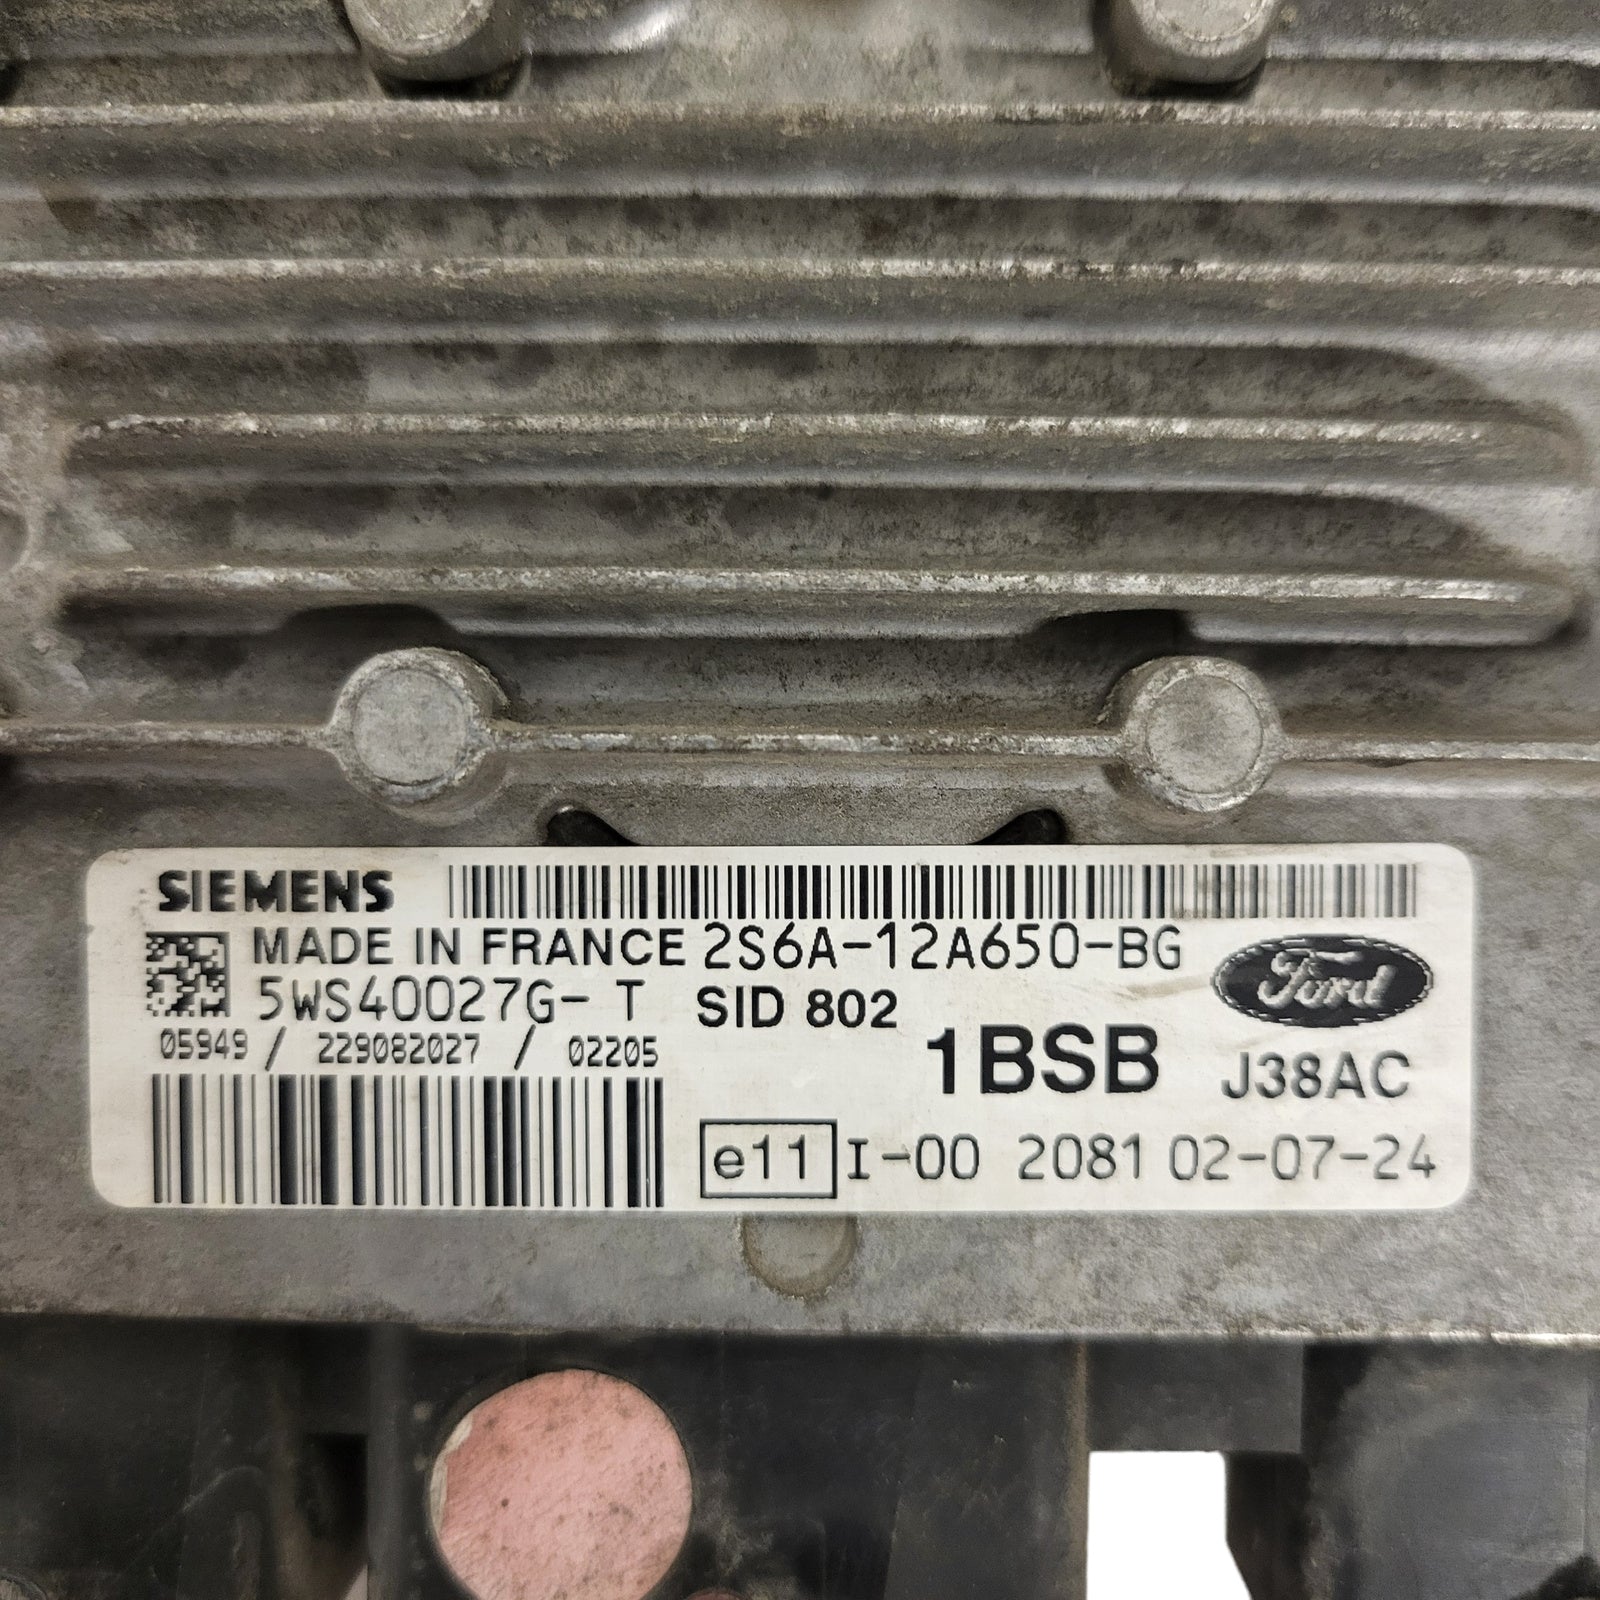 SIEMENS
MADE IN FRANCE 2S6A-12A650-BG
5WS40027G- T SID 802
Ford
05949 / 229082027 / 02205
1BSB J38AC
e11 I-00 2081 02-07-24